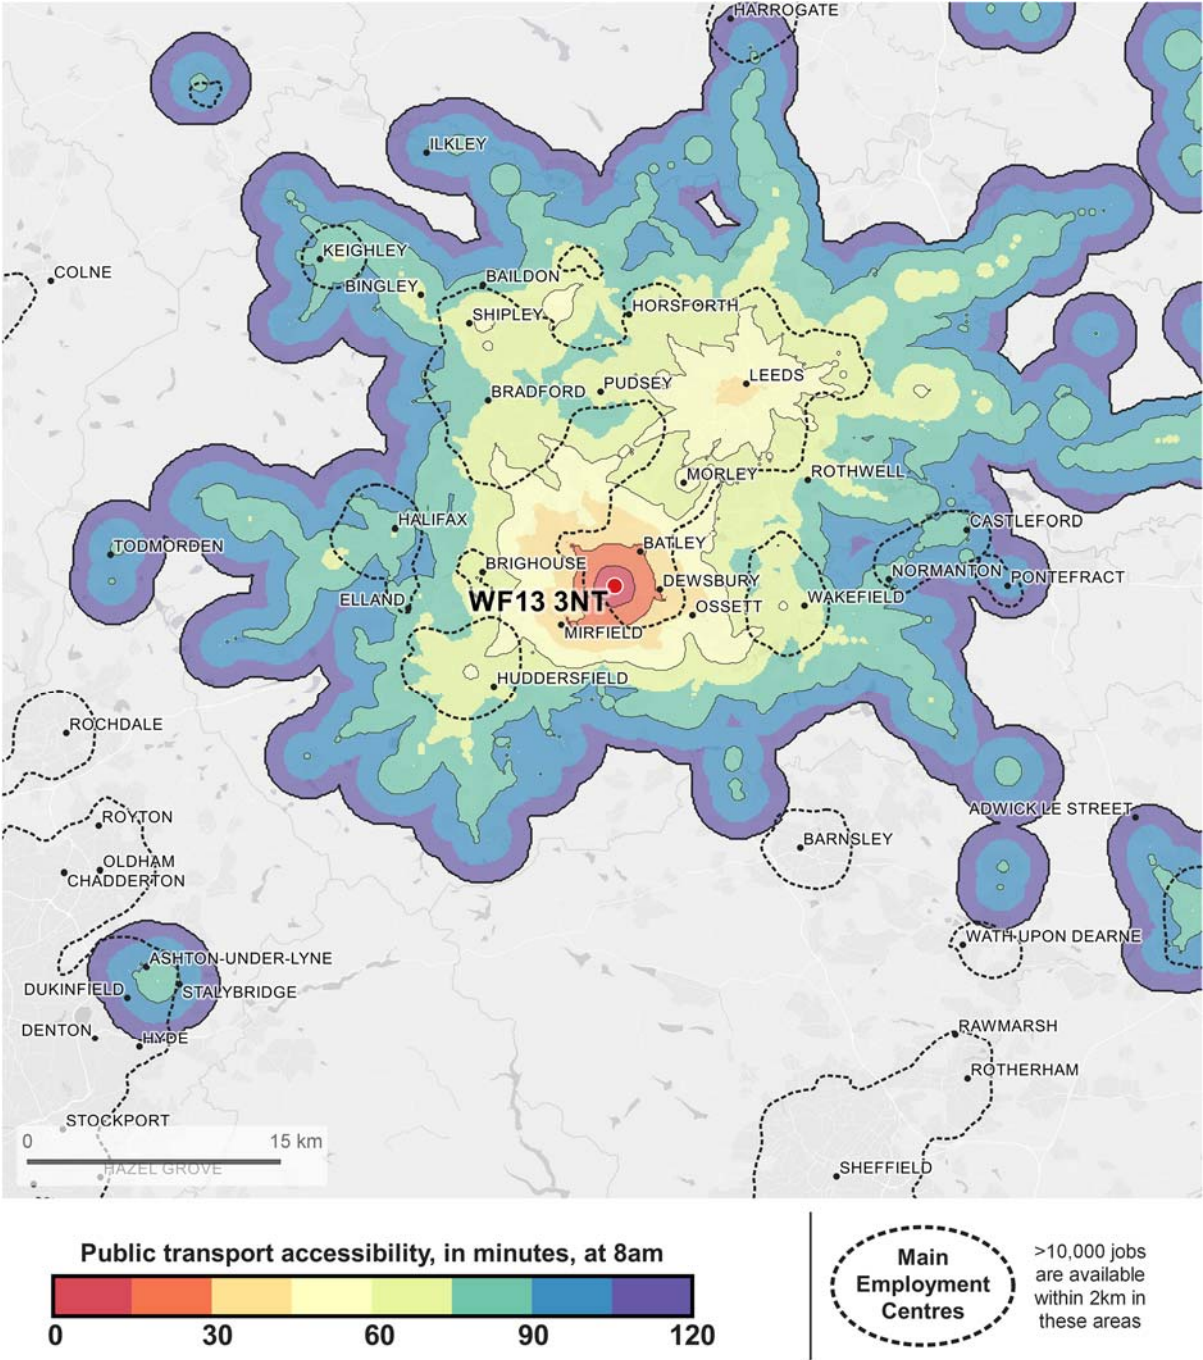 HARROGATE
ILKLEY
KEIGHLEY
COLNE
BAILDON
BINGLEY
HORSFORTH
SHIPLEY
LEEDS
PUDSEY
BRADFORD
MORLEY
ROTHWELL
HALIFAX
CASTLEFORD
BATLEY
TODMORDEN
BRIGHOUSE
NORMANTON
PONTEFRACT
DEWSBURY
ELLAND
WF13 3NT
OSSETT
WAKEFIELD
MIRFIELD
HUDDERSFIELD
ROCHDALE
ADWICK LE STREET
ROYTON
BARNSLEY
OLDHAM
CHADDERTON
WATH UPON DEARNE
ASHTON-UNDER-LYNE
DUKINFIELD
STALYBRIDGE
RAWMARSH
DENTON
HYDE
ROTHERHAM
STOCKPORT
0 15 km
HAZEL GROVE
SHEFFIELD
Public transport accessibility, in minutes, at 8am
0 30 60 90 120
Main
Employment
Centres
>10,000 jobs
are available
within 2km in
these areas